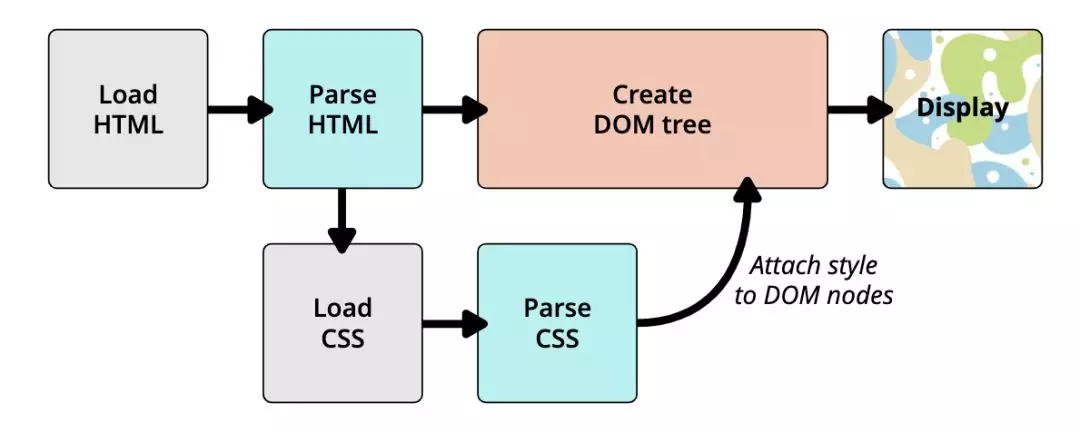 Load
HTML
Parse
HTML
Create
DOM tree
Display
Load
CSS
Parse
CSS
Attach style
to DOM nodes